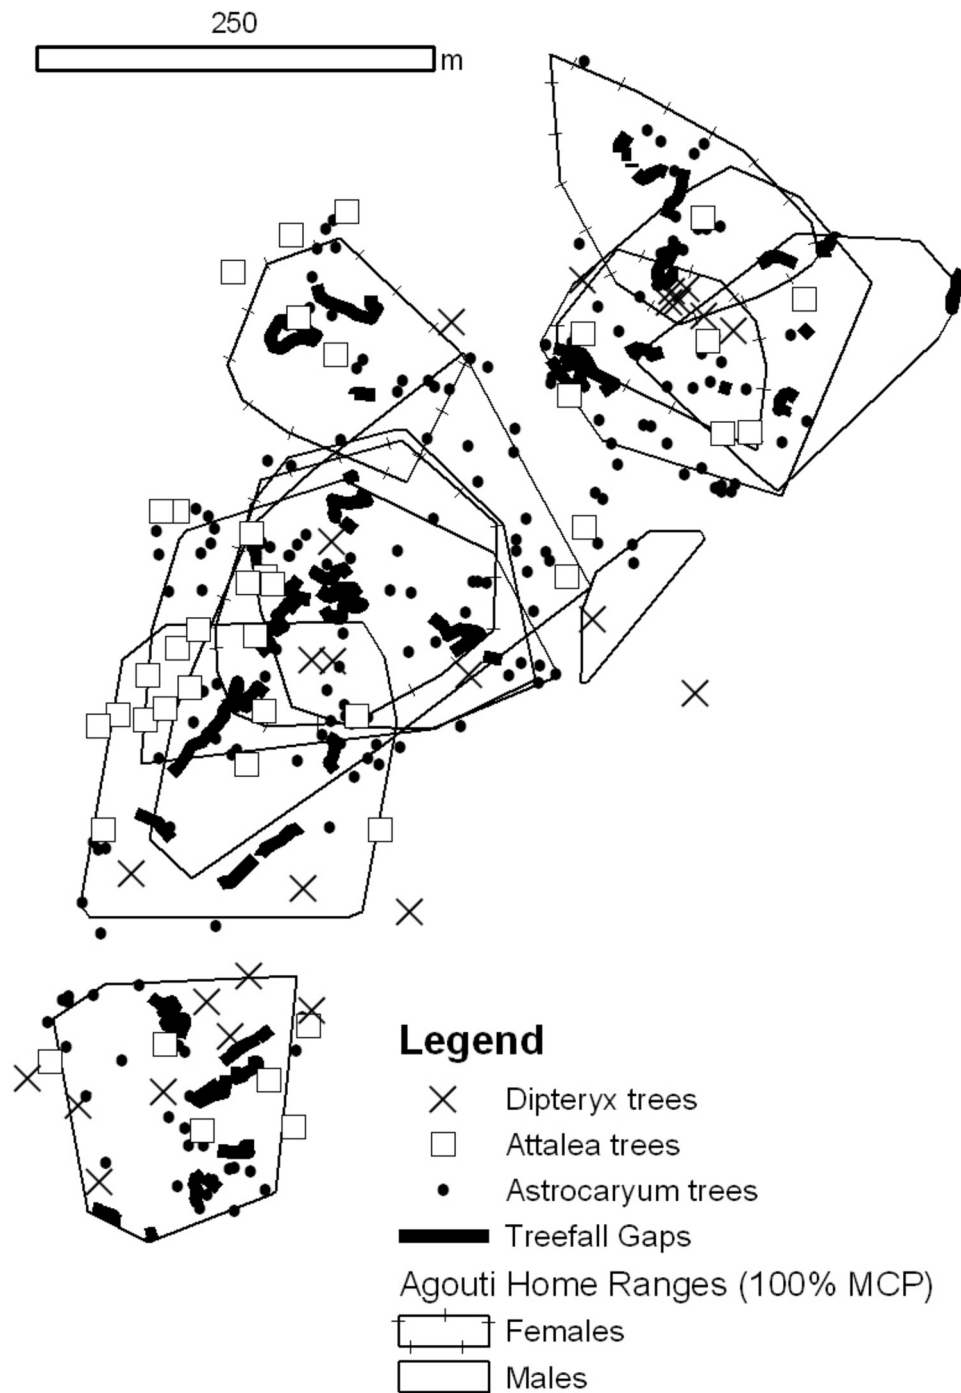 250
m
Legend
Dipteryx trees
Attalea trees
Astrocaryum trees
Treefall Gaps
Agouti Home Ranges (100% MCP)
Females
Males